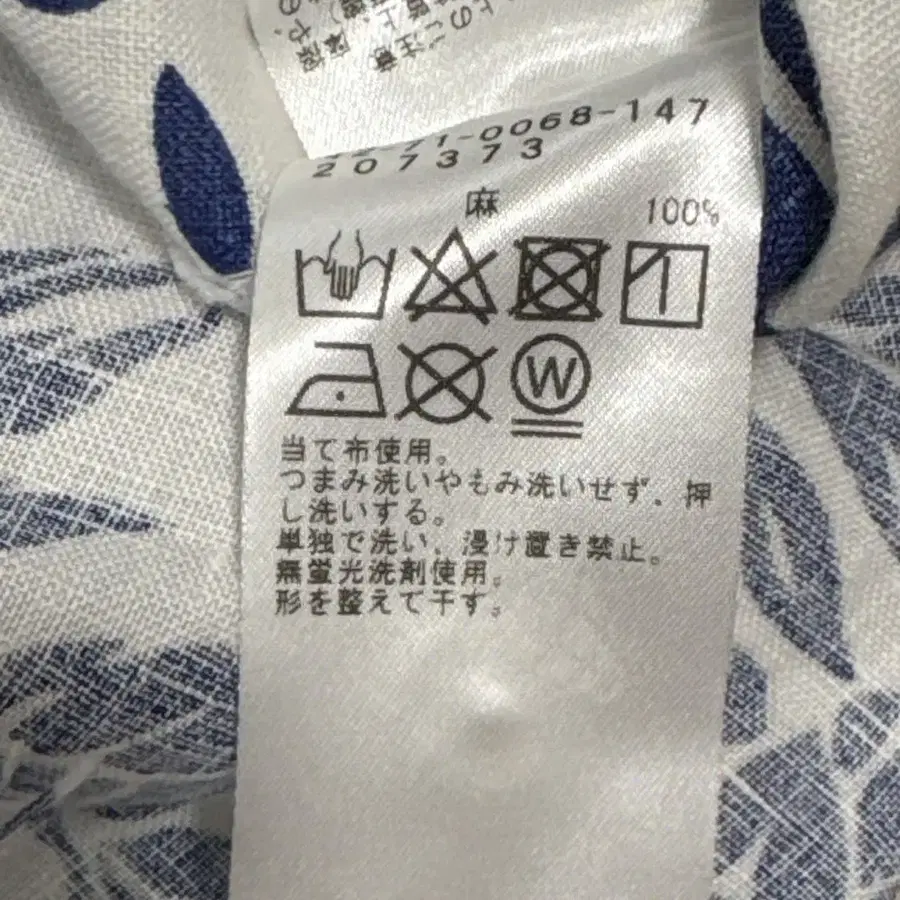 71-0068-147
207373
麻 100%
W
当て布使用。
つまみ洗いやもみ洗いせず、押
し洗いする。
単独で洗い、浸け置き禁止。
無蛍光洗剤使用。
形を整えて干す。